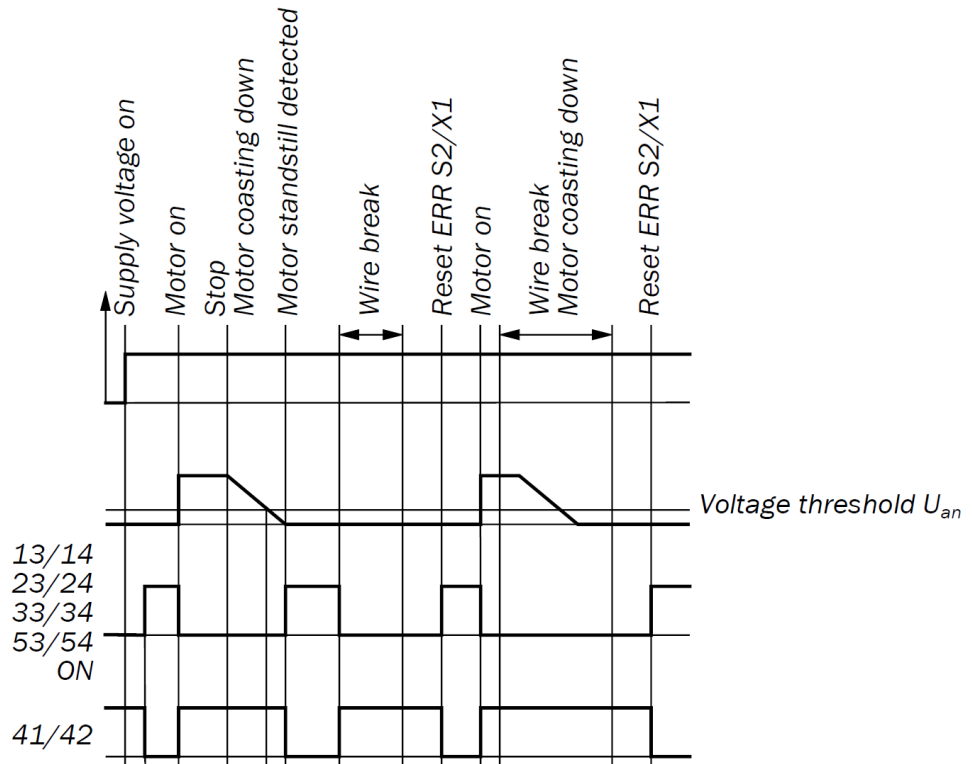 Supply voltage on
Motor on
Stop
Motor coasting down
Motor standstill detected
Wire break
Reset ERR S2/X1
Motor on
Wire break
Motor coasting down
Reset ERR S2/X1
Voltage threshold Uan
13/14
23/24
33/34
53/54
ON
41/42